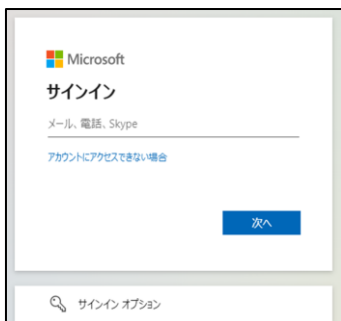 Microsoft
サインイン
メール、電話、Skype
アカウントにアクセスできない場合
次へ
サインイン オプション